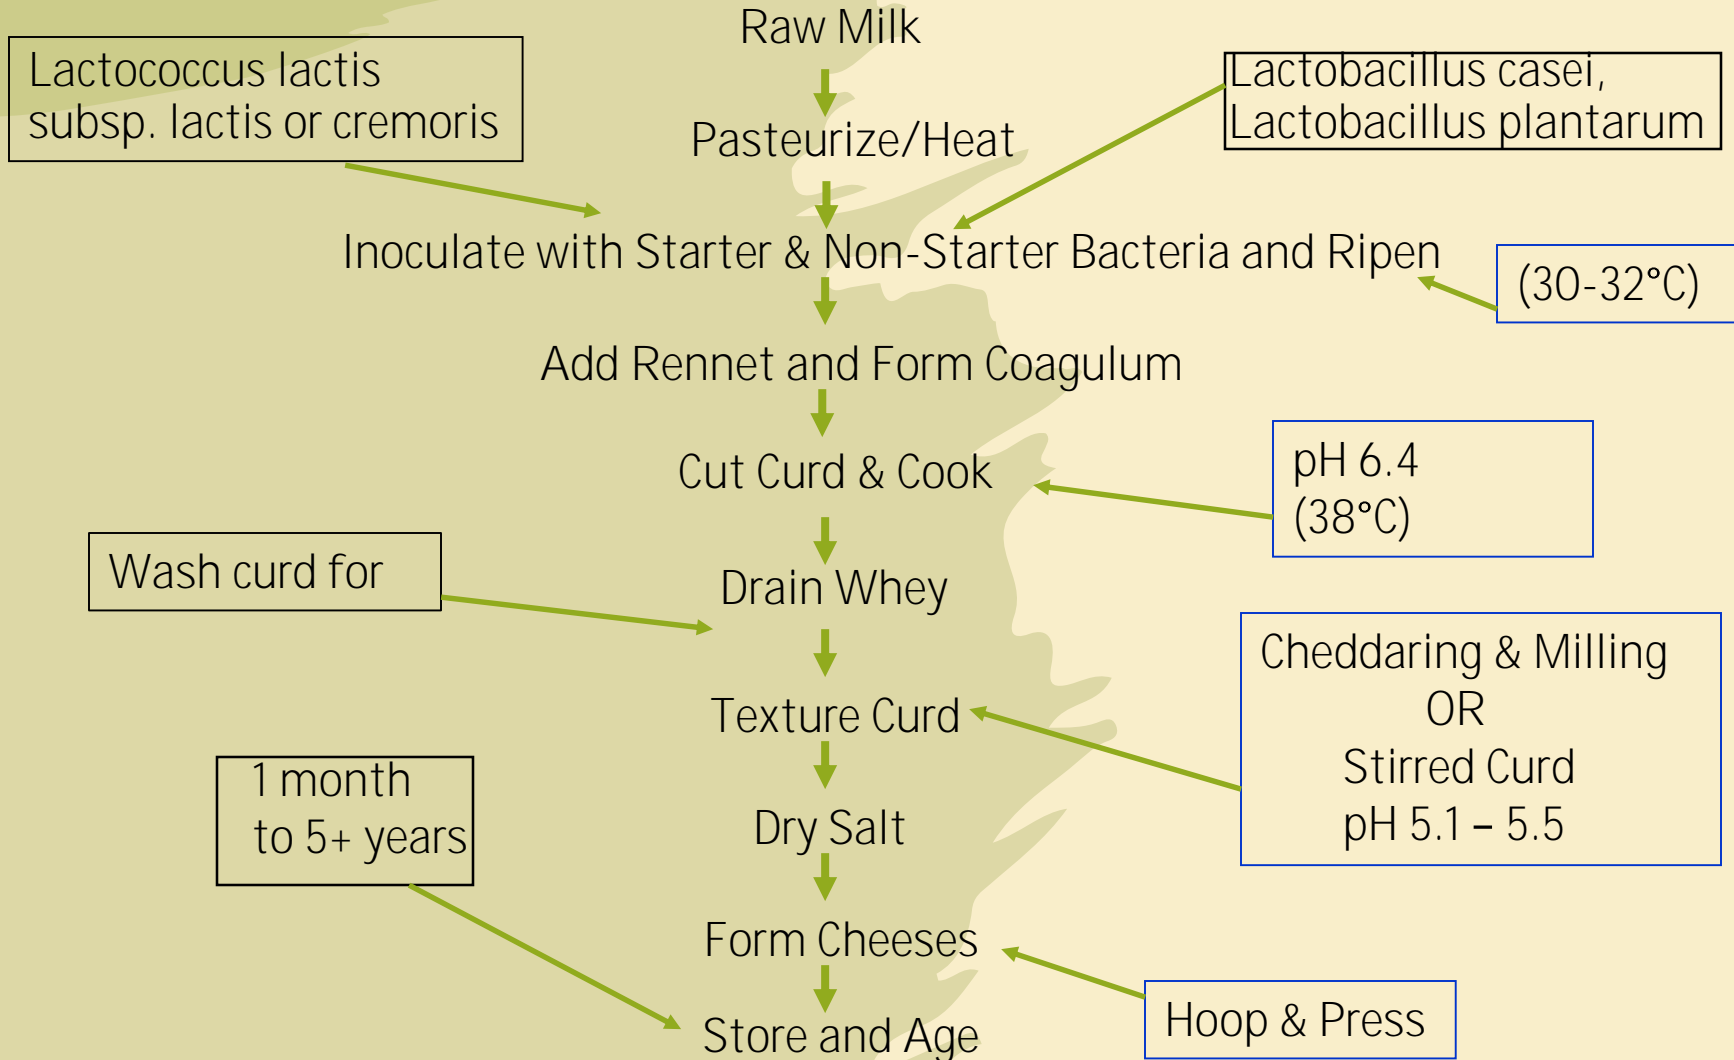 Raw Milk
Lactococcus lactis
subsp. lactis or cremoris
Lactobacillus casei,
Lactobacillus plantarum
Pasteurize/Heat
Inoculate with Starter & Non-Starter Bacteria and Ripen
(30-32°C)
Add Rennet and Form Coagulum
Cut Curd & Cook
pH 6.4
(38°C)
Wash curd for
Drain Whey
Texture Curd
Cheddaring & Milling
OR
Stirred Curd
pH 5.1 – 5.5
1 month
to 5+ years
Dry Salt
Form Cheeses
Hoop & Press
Store and Age